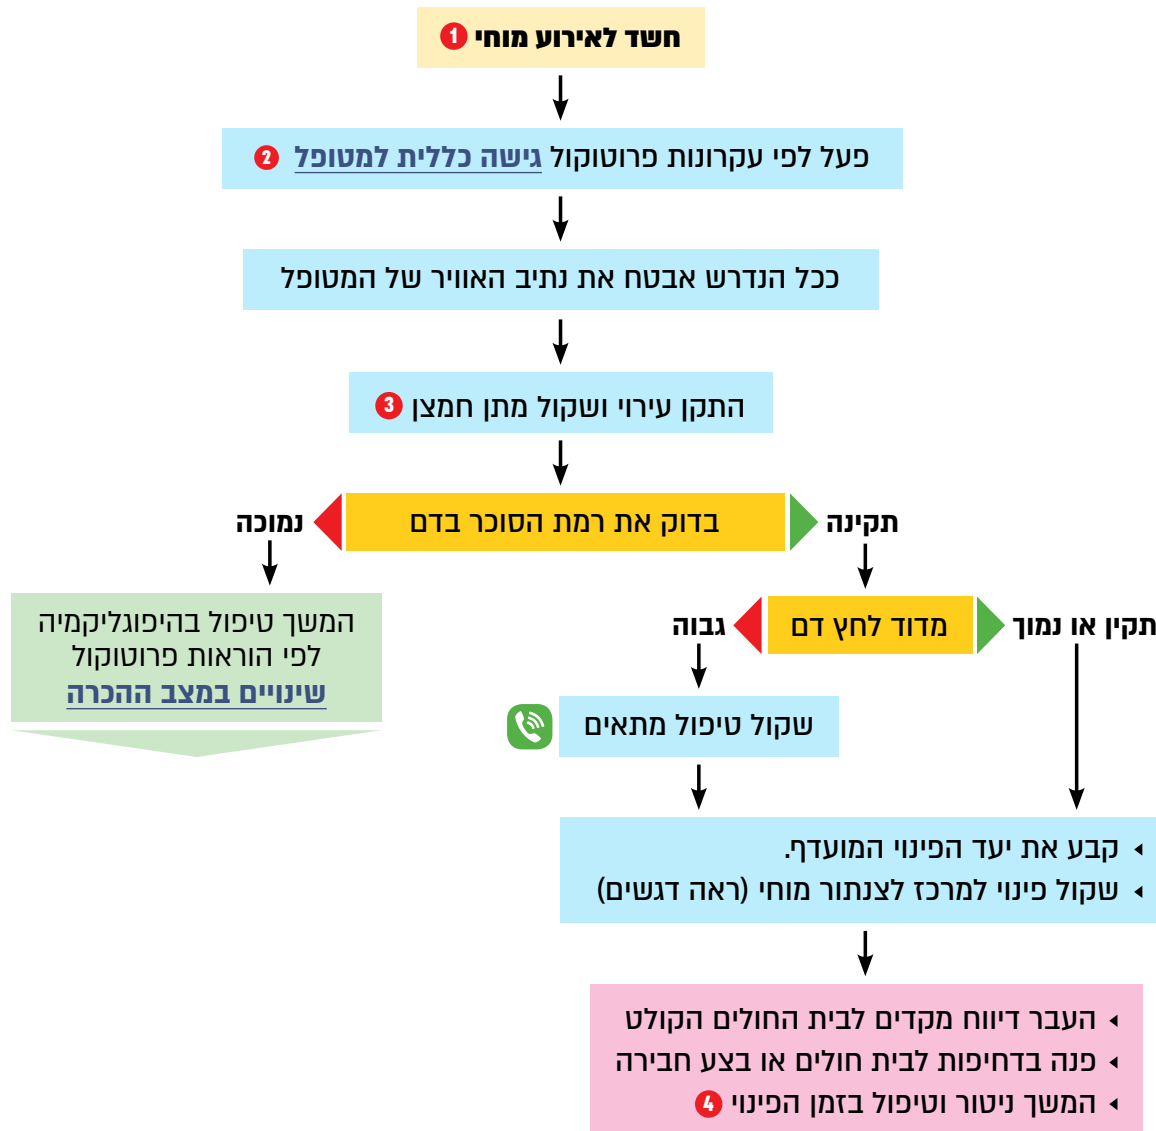 חשד לאירוע מוחי 1
פעל לפי עקרונות פרוטוקול גישה כללית למטופל 2
ככל הנדרש אבטח את נתיב האוויר של המטופל
התקן עירוי ושקול מתן חמצן 3
בדוק את רמת הסוכר בדם
תקינה
נמוכה
המשך טיפול בהיפוגליקמיה
לפי הוראות פרוטוקול
שינויים במצב ההכרה
מדוד לחץ דם
תקין או נמוך
גבוה
שקול טיפול מתאים
קבע את יעד הפינוי המועדף.
שקול פינוי למרכז לצנתור מוחי (ראה דגשים)
העבר דיווח מקדים לבית החולים הקולט
פנה בדחיפות לבית חולים או בצע חבירה
המשך ניטור וטיפול בזמן הפינוי 4